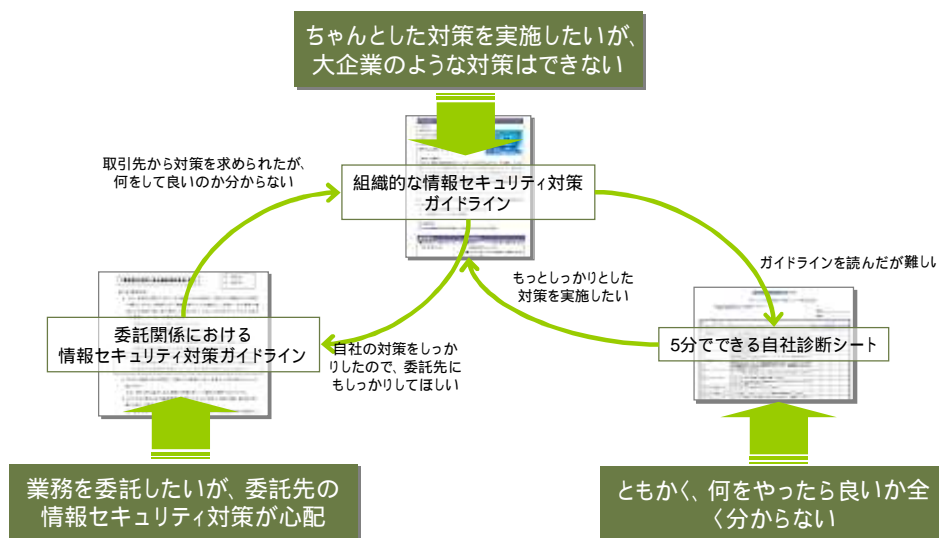 ちゃんとした対策を実施したいが、
大企業のような対策はできない
取引先から対策を求められたが、
何をして良いのか分からない
組織的な情報セキュリティ対策
ガイドライン
ガイドラインを読んだが難しい
もっとしっかりとした
対策を実施したい
委託関係における
情報セキュリティ対策ガイドライン
自社の対策をしっか
りしたので、委託先に
もしっかりしてほしい
5分でできる自社診断シート
業務を委託したいが、委託先の
情報セキュリティ対策が心配
ともかく、何をやったら良いか全
く分からない